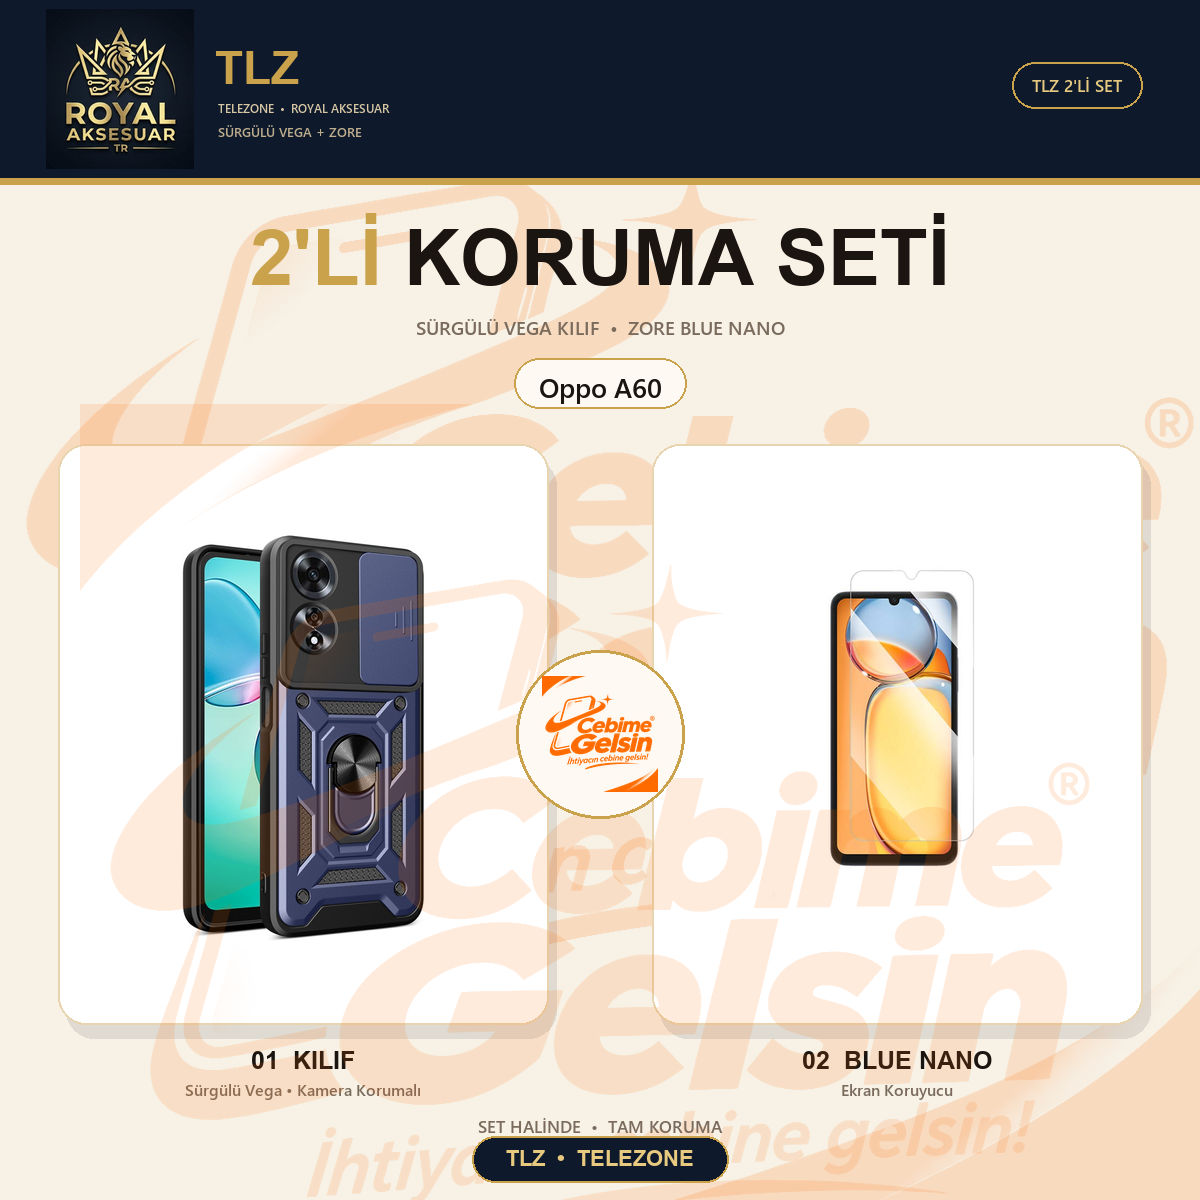 ROYAL
AKSESUAR
TR
TLZ
TELEZONE • ROYAL AKSESUAR
SÜRGÜLÜ VEGA + ZORE
TLZ 2'Lİ SET
2'Lİ KORUMA SETİ
SÜRGÜLÜ VEGA KILIF • ZORE BLUE NANO
Oppo A60
Cebime
Gelsin
İhtiyacın cebine gelsin!
Cebime®
Gelsin
01 KILIF
Sürgülü Vega • Kamera Korumalı
02 BLUE NANO
Ekran Koruyucu
SET HALİNDE • TAM KORUMA
TLZ • TELEZONE